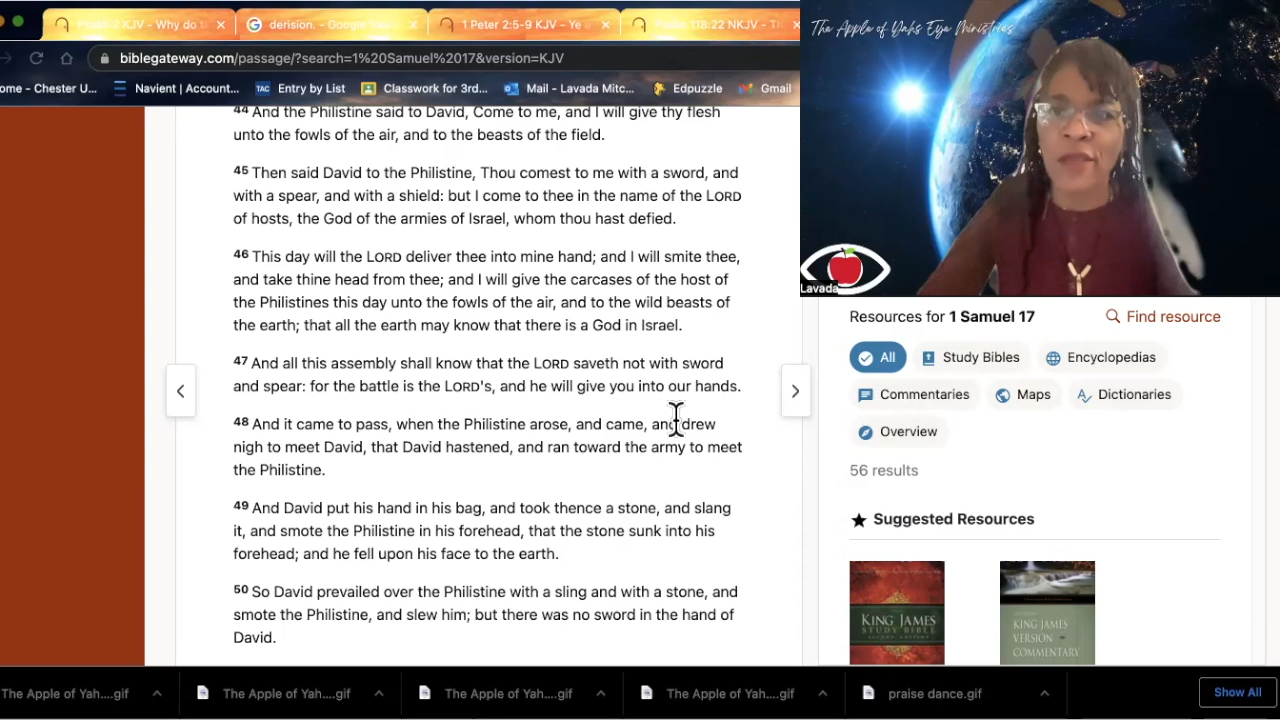 Psalm 2 KJV - Why do t
derision. - Google
1 Peter 2:5-9 KJV - Ye
118:22 NKJV - Th
biblegateway.com/passage/?search=1%20Samuel%2017&version=KJV
ome - Chester U...
Navient | Account...
Entry by List
Classwork for 3rd...
Mail - Lavada Mitc...
Edpuzzle
Gmail
The Apple of Yahs Eye Ministries
Lavada
44 And the Philistine said to David, Come to me, and I will give thy flesh
unto the fowls of the air, and to the beasts of the field.
45 Then said David to the Philistine, Thou comest to me with a sword, and
with a spear, and with a shield: but I come to thee in the name of the LORD
of hosts, the God of the armies of Israel, whom thou hast defied.
46 This day will the LORD deliver thee into mine hand; and I will smite thee,
and take thine head from thee; and I will give the carcases of the host of
the Philistines this day unto the fowls of the air, and to the wild beasts of
the earth; that all the earth may know that there is a God in Israel.
47 And all this assembly shall know that the LORD saveth not with sword
and spear: for the battle is the LORD's, and he will give you into our hands.
48 And it came to pass, when the Philistine arose, and came, and drew
nigh to meet David, that David hastened, and ran toward the army to meet
the Philistine.
49 And David put his hand in his bag, and took thence a stone, and slang
it, and smote the Philistine in his forehead, that the stone sunk into his
forehead; and he fell upon his face to the earth.
50 So David prevailed over the Philistine with a sling and with a stone, and
smote the Philistine, and slew him; but there was no sword in the hand of
David.
Resources for 1 Samuel 17
Find resource
All
Study Bibles
Encyclopedias
Commentaries
Maps
Dictionaries
Overview
56 results
Suggested Resources
KING JAMES
STUDY BIBLE
KING JAMES
VERSION
COMMENTARY
The Apple of Yah....gif
The Apple of Yah....gif
The Apple of Yah....gif
The Apple of Yah....gif
praise dance.gif
Show All